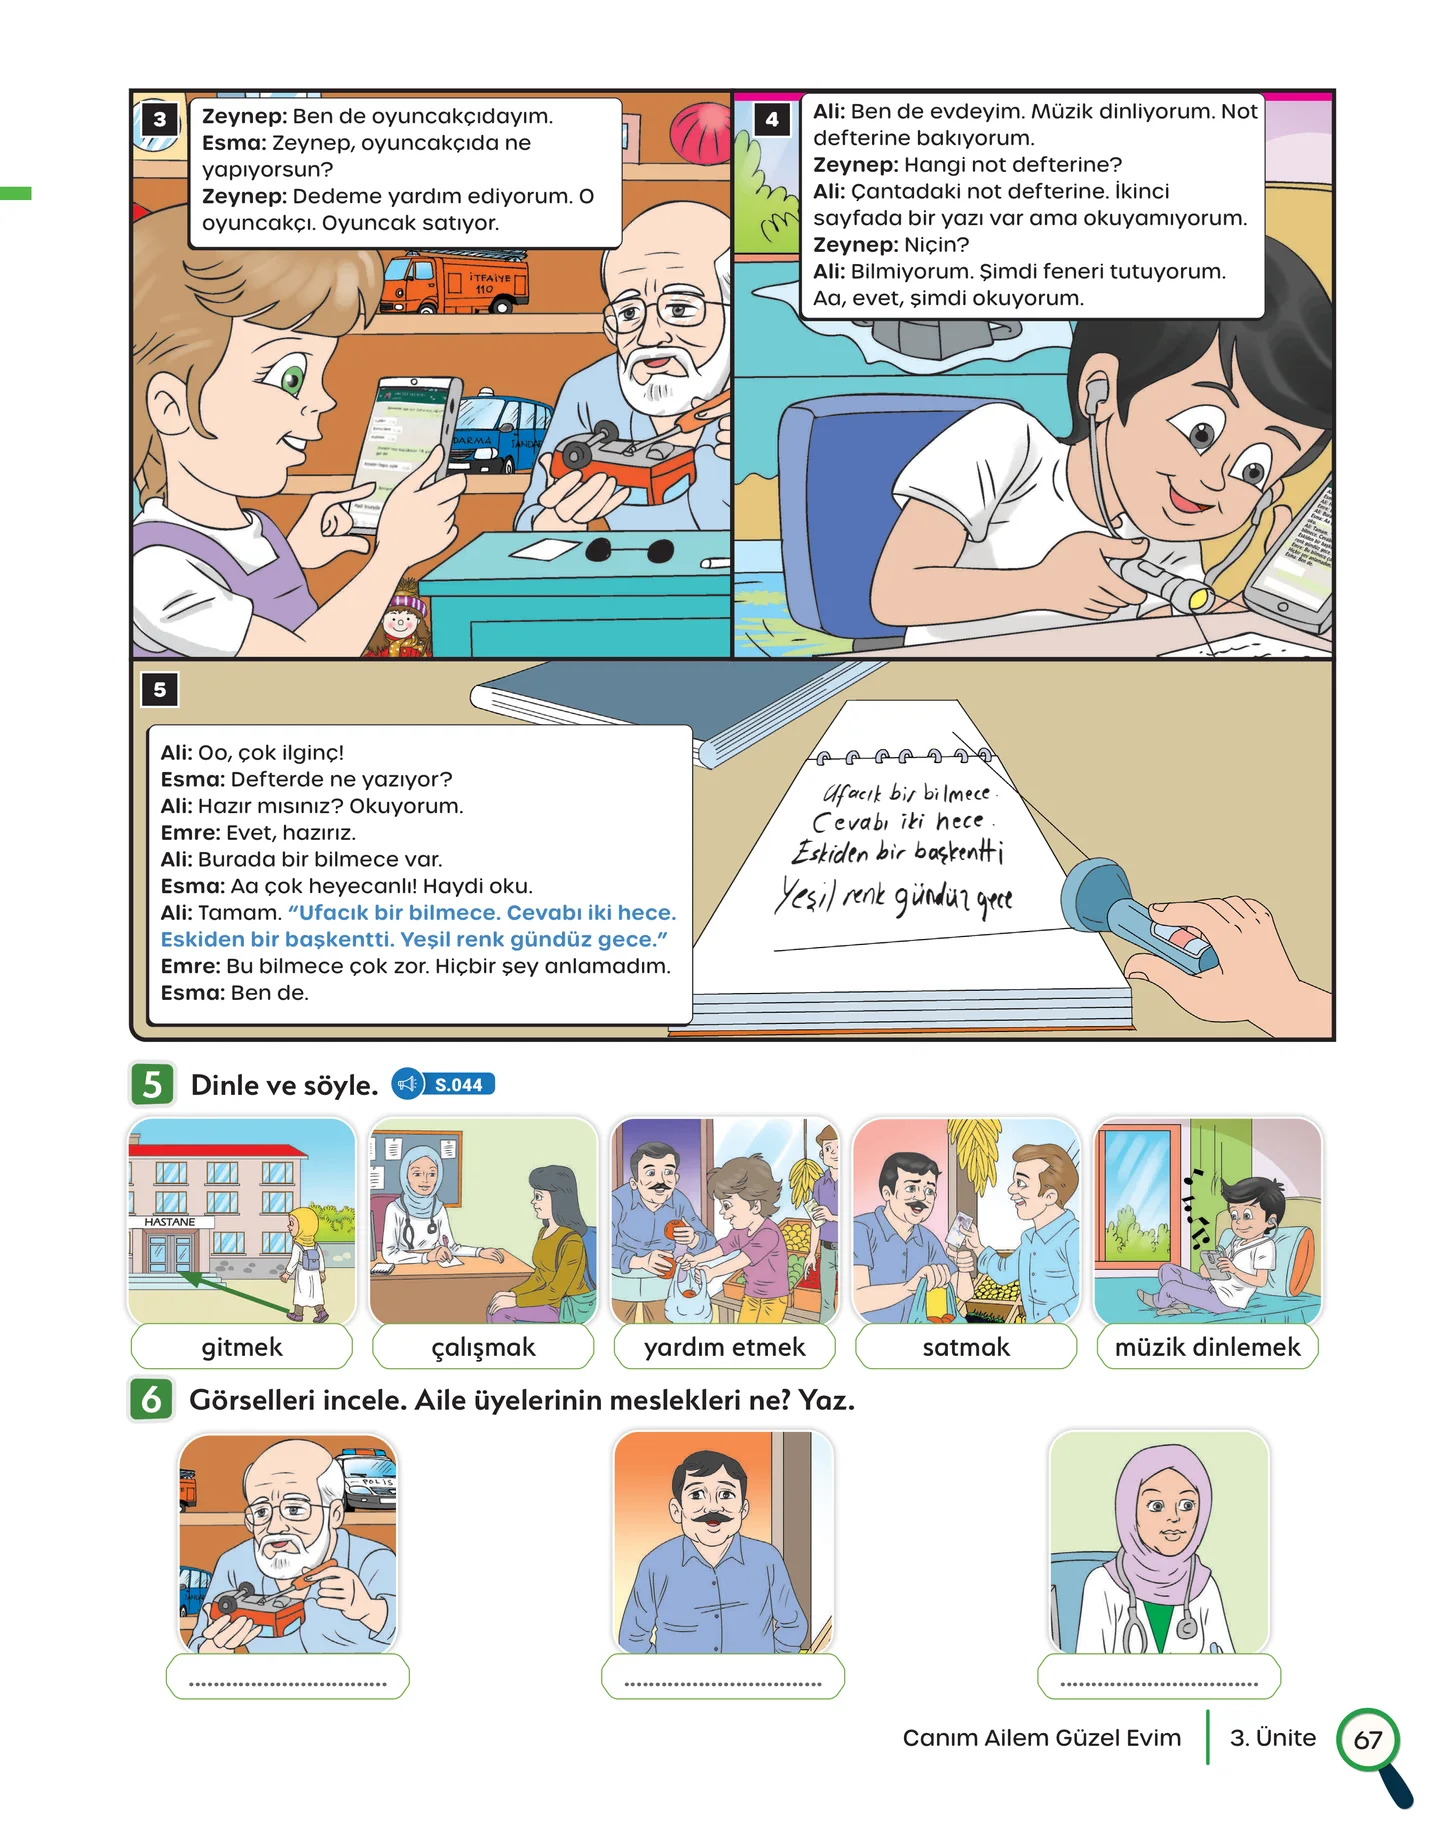 3
Zeynep: Ben de oyuncakçıdayım.
Esma: Zeynep, oyuncakçıda ne
yapıyorsun?
Zeynep: Dedeme yardım ediyorum. O
oyuncakçı. Oyuncak satıyor.
İTFAİYE
110
4
Ali: Ben de evdeyim. Müzik dinliyorum. Not
defterine bakıyorum.
Zeynep: Hangi not defterine?
Ali: Çantadaki not defterine. İkinci
sayfada bir yazı var ama okuyamıyorum.
Zeynep: Niçin?
Ali: Bilmiyorum. Şimdi feneri tutuyorum.
Aa, evet, şimdi okuyorum.
5
Ali: Oo, çok ilginç!
Esma: Defterde ne yazıyor?
Ali: Hazır mısınız? Okuyorum.
Emre: Evet, hazırız.
Ali: Burada bir bilmece var.
Esma: Aa çok heyecanlı! Haydi oku.
Ali: Tamam. “Ufacık bir bilmece. Cevabı iki hece.
Eskiden bir başkentti. Yeşil renk gündüz gece.”
Emre: Bu bilmece çok zor. Hiçbir şey anlamadım.
Esma: Ben de.
Ufacık bir bilmece.
Cevabı iki hece.
Eskiden bir başkentti
Yeşil renk gündüz gece
5 Dinle ve söyle. S.044
HASTANE
gitmek
çalışmak
yardım etmek
satmak
müzik dinlemek
6 Görselleri incele. Aile üyelerinin meslekleri ne? Yaz.
POLİS
Canım Ailem Güzel Evim 3. Ünite 67